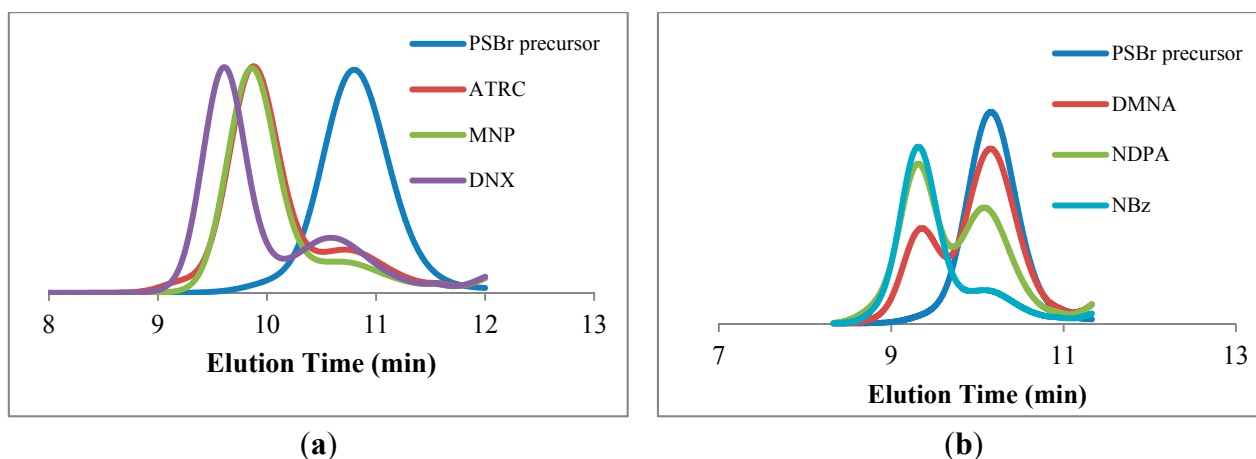 PSBr precursor
ATRC
MNP
DNX
8 9 10 11 12 13
Elution Time (min)
(a)
PSBr precursor
DMNA
NDPA
NBz
7 9 11 13
Elution Time (min)
(b)